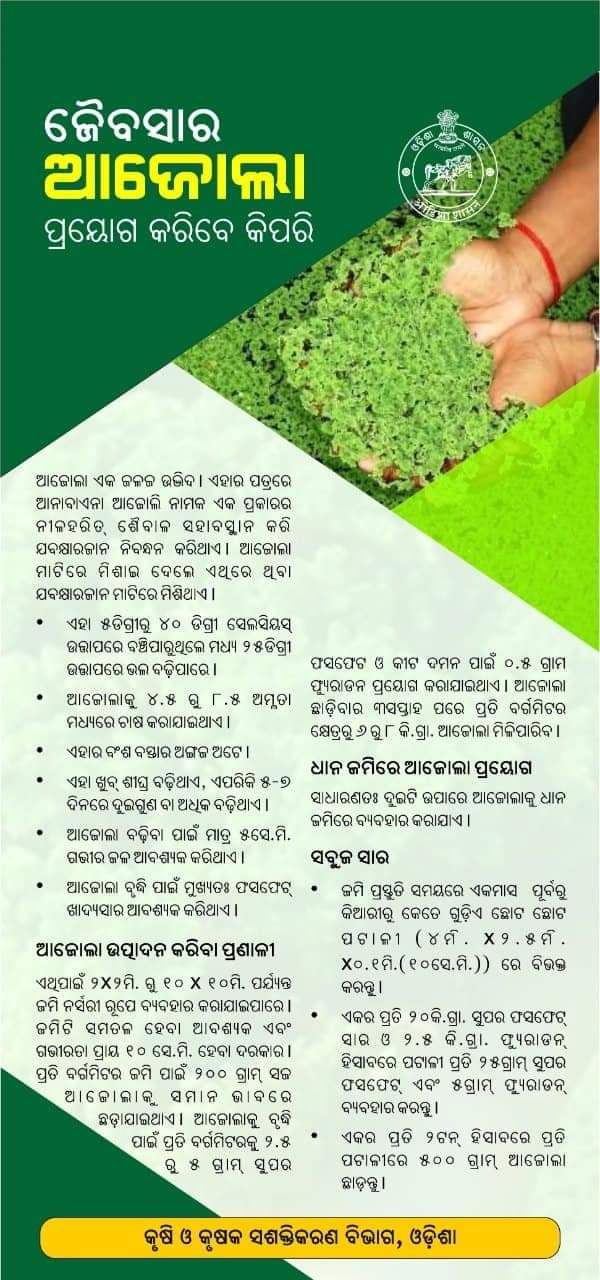 ଜୈବସାର
ଆଜୋଲା
ପ୍ରୟୋଗ କରିବେ କିପରି
ଓଡ଼ିଶା ଶାସନ
ଆଜୋଲା ଏକ ଜଳଜ ଉଦ୍ଭିଦ। ଏହାର ପତ୍ରରେ
ଆନାବାଏନା ଆଜୋଲି ନାମକ ଏକ ପ୍ରକାରର
ନୀଳହରିତ୍ ଶୈବାଳ ସହାବସ୍ଥାନ କରି
ଯବକ୍ଷାରଜାନ ନିବନ୍ଧନ କରିଥାଏ। ଆଜୋଲା
ମାଟିରେ ମିଶାଇ ଦେଲେ ଏଥିରେ ଥିବା
ଯବକ୍ଷାରଜାନ ମାଟିରେ ମିଶିଥାଏ।
• ଏହା ୫ଡିଗ୍ରୀରୁ ୪୦ ଡିଗ୍ରୀ ସେଲସିୟସ୍
ଉତ୍ତାପରେ ବଞ୍ଚିପାରୁଥିଲେ ମଧ୍ୟ ୨୫ଡିଗ୍ରୀ
ଉତ୍ତାପରେ ଭଲ ବଢ଼ିପାରେ।
• ଆଜୋଲାକୁ ୪.୫ ରୁ ୮.୫ ଅମ୍ଳତା
ମଧ୍ୟରେ ଚାଷ କରାଯାଇଥାଏ।
• ଏହାର ବଂଶ ବସ୍ତାର ଅଙ୍ଗଜ ଅଟେ।
• ଏହା ଖୁବ୍ ଶୀଘ୍ର ବଢ଼ିଥାଏ, ଏପରିକି ୫-୭
ଦିନରେ ଦୁଇଗୁଣ ବା ଅଧିକ ବଢ଼ିଥାଏ।
• ଆଜୋଲା ବଢ଼ିବା ପାଇଁ ମାତ୍ର ୫ସେ.ମି.
ଗଭୀର ଜଳ ଆବଶ୍ୟକ କରିଥାଏ।
• ଆଜୋଲା ବୃଦ୍ଧି ପାଇଁ ମୁଖ୍ୟତଃ ଫସଫେଟ୍
ଖାଦ୍ୟସାର ଆବଶ୍ୟକ କରିଥାଏ।
ଆଜୋଲା ଉତ୍ପାଦନ କରିବା ପ୍ରଣାଳୀ
ଏଥିପାଇଁ ୨X୨ମି. ରୁ ୧୦ X ୧୦ମି. ପର୍ଯ୍ୟନ୍ତ
ଜମି ନର୍ସରୀ ରୂପେ ବ୍ୟବହାର କରାଯାଇପାରେ।
ଜମିଟି ସମତଳ ହେବା ଆବଶ୍ୟକ ଏବଂ
ଗଭୀରତା ପ୍ରାୟ ୧୦ ସେ.ମି. ହେବା ଦରକାର।
ପ୍ରତି ବର୍ଗମିଟର ଜମି ପାଇଁ ୨୦୦ ଗ୍ରାମ୍ ସଜ
ଆଜୋଲାକୁ ସମାନ ଭାବରେ
ଛଡ଼ାଯାଇଥାଏ। ଆଜୋଲାକୁ ବୃଦ୍ଧି
ପାଇଁ ପ୍ରତି ବର୍ଗମିଟରକୁ ୨.୫
ରୁ ୫ ଗ୍ରାମ୍ ସୁପର
ଫସଫେଟ ଓ କୀଟ ଦମନ ପାଇଁ ୦.୫ ଗ୍ରାମ
ଫ୍ୟୁରାଡନ ପ୍ରୟୋଗ କରାଯାଇଥାଏ। ଆଜୋଲା
ଛାଡ଼ିବାର ୩ସପ୍ତାହ ପରେ ପ୍ରତି ବର୍ଗମିଟର
କ୍ଷେତ୍ରରୁ ୬ ରୁ ୮ କି.ଗ୍ରା. ଆଜୋଲା ମିଳିପାରିବ।
ଧାନ ଜମିରେ ଆଜୋଲା ପ୍ରୟୋଗ
ସାଧାରଣତଃ ଦୁଇଟି ଉପାରେ ଆଜୋଲାକୁ ଧାନ
ଜମିରେ ବ୍ୟବହାର କରାଯାଏ।
ସବୁଜ ସାର
• ଜମି ପ୍ରସ୍ତୁତି ସମୟରେ ଏକମାସ ପୂର୍ବରୁ
କିଆରୀରୁ କେତେ ଗୁଡ଼ିଏ ଛୋଟ ଛୋଟ
ପଟାଳୀ (୪ମି. X୨.୫ମି.
X୦.୧ମି.(୧୦ସେ.ମି.)) ରେ ବିଭକ୍ତ
କରନ୍ତୁ।
• ଏକର ପ୍ରତି ୨୦କି.ଗ୍ରା. ସୁପର ଫସଫେଟ୍
ସାର ଓ ୨.୫ କି.ଗ୍ରା. ଫ୍ୟୁରାଡନ୍
ହିସାବରେ ପଟାଳୀ ପ୍ରତି ୨୫ଗ୍ରାମ୍ ସୁପର
ଫସଫେଟ୍ ଏବଂ ୫ଗ୍ରାମ୍ ଫ୍ୟୁରାଡନ୍
ବ୍ୟବହାର କରନ୍ତୁ।
• ଏକର ପ୍ରତି ୨ଟନ୍ ହିସାବରେ ପ୍ରତି
ପଟାଳୀରେ ୫୦୦ ଗ୍ରାମ୍ ଆଜୋଲା
ଛାଡ଼ନ୍ତୁ।
କୃଷି ଓ କୃଷକ ସଶକ୍ତିକରଣ ବିଭାଗ, ଓଡ଼ିଶା